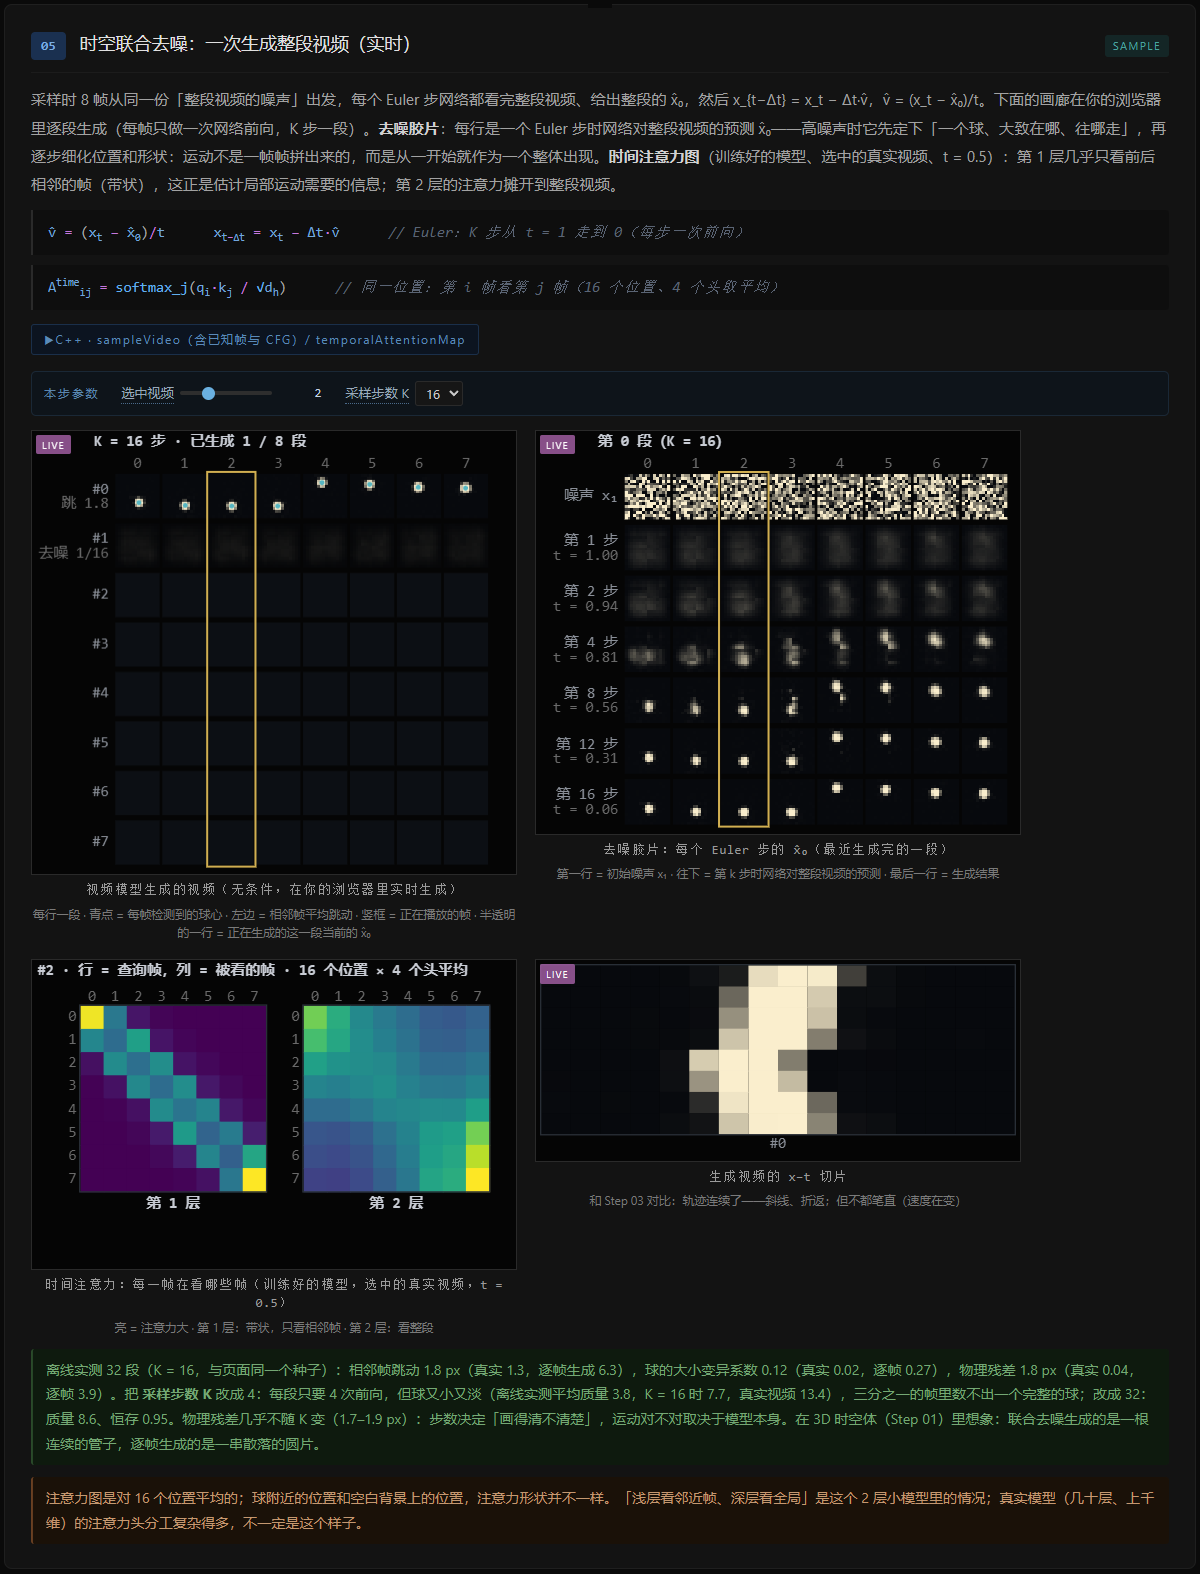 05 时空联合去噪：一次生成整段视频（实时） SAMPLE
采样时 8 帧从同一份「整段视频的噪声」出发，每个 Euler 步网络都看完整段视频、给出整段的 x̂₀，然后 x_{t−Δt} = x_t − Δt·v̂，v̂ = (x_t − x̂₀)/t。下面的画廊在你的浏览器
里逐段生成（每帧只做一次网络前向，K 步一段）。去噪胶片：每行是一个 Euler 步时网络对整段视频的预测 x̂₀——高噪声时它先定下「一个球、大致在哪、往哪走」，再
逐步细化位置和形状：运动不是一帧帧拼出来的，而是从一开始就作为一个整体出现。时间注意力图（训练好的模型、选中的真实视频、t = 0.5）：第 1 层几乎只看前后
相邻的帧（带状），这正是估计局部运动需要的信息；第 2 层的注意力摊开到整段视频。
v̂ = (x_t − x̂₀)/t x_{t−Δt} = x_t − Δt·v̂ // Euler: K 步从 t = 1 走到 0（每步一次前向）
A^time_ij = softmax_j(q_i·k_j / √d_h) // 同一位置: 第 i 帧看第 j 帧（16 个位置、4 个头取平均）
▶C++ · sampleVideo（含已知帧与 CFG）/ temporalAttentionMap
本步参数 选中视频 2 采样步数 K 16
LIVE K = 16 步 · 已生成 1 / 8 段
0 1 2 3 4 5 6 7
#0
跳 1.8
#1
去噪 1/16
#2
#3
#4
#5
#6
#7
视频模型生成的视频（无条件，在你的浏览器里实时生成）
每行一段 · 青点 = 每帧检测到的球心 · 左边 = 相邻帧平均跳动 · 竖框 = 正在播放的帧 · 半透明
的一行 = 正在生成的这一段当前的 x̂₀
LIVE 第 0 段 (K = 16)
0 1 2 3 4 5 6 7
噪声 x₁
第 1 步
t = 1.00
第 2 步
t = 0.94
第 4 步
t = 0.81
第 8 步
t = 0.56
第 12 步
t = 0.31
第 16 步
t = 0.06
去噪胶片：每个 Euler 步的 x̂₀（最近生成完的一段）
第一行 = 初始噪声 x₁ · 往下 = 第 k 步时网络对整段视频的预测 · 最后一行 = 生成结果
#2 · 行 = 查询帧, 列 = 被看的帧 · 16 个位置 × 4 个头平均
0 1 2 3 4 5 6 7 0 1 2 3 4 5 6 7
0 0
1 1
2 2
3 3
4 4
5 5
6 6
7 7
第 1 层 第 2 层
时间注意力：每一帧在看哪些帧（训练好的模型，选中的真实视频，t =
0.5）
亮 = 注意力大 · 第 1 层：带状，只看相邻帧 · 第 2 层：看整段
LIVE
#0
生成视频的 x–t 切片
和 Step 03 对比：轨迹连续了——斜线、折返；但不都笔直（速度在变）
离线实测 32 段（K = 16，与页面同一个种子）：相邻帧跳动 1.8 px（真实 1.3，逐帧生成 6.3），球的大小变异系数 0.12（真实 0.02，逐帧 0.27），物理残差 1.8 px（真实 0.04，
逐帧 3.9）。把 采样步数 K 改成 4：每段只要 4 次前向，但球又小又淡（离线实测平均质量 3.8，K = 16 时 7.7，真实视频 13.4），三分之一的帧里数不出一个完整的球；改成 32：
质量 8.6、恒存 0.95。物理残差几乎不随 K 变（1.7–1.9 px）：步数决定「画得清不清楚」，运动对不对取决于模型本身。在 3D 时空体（Step 01）里想象：联合去噪生成的是一根
连续的管子，逐帧生成的是一串散落的圆片。
注意力图是对 16 个位置平均的；球附近的位置和空白背景上的位置，注意力形状并不一样。「浅层看邻近帧、深层看全局」是这个 2 层小模型里的情况；真实模型（几十层、上千
维）的注意力头分工复杂得多，不一定是这个样子。